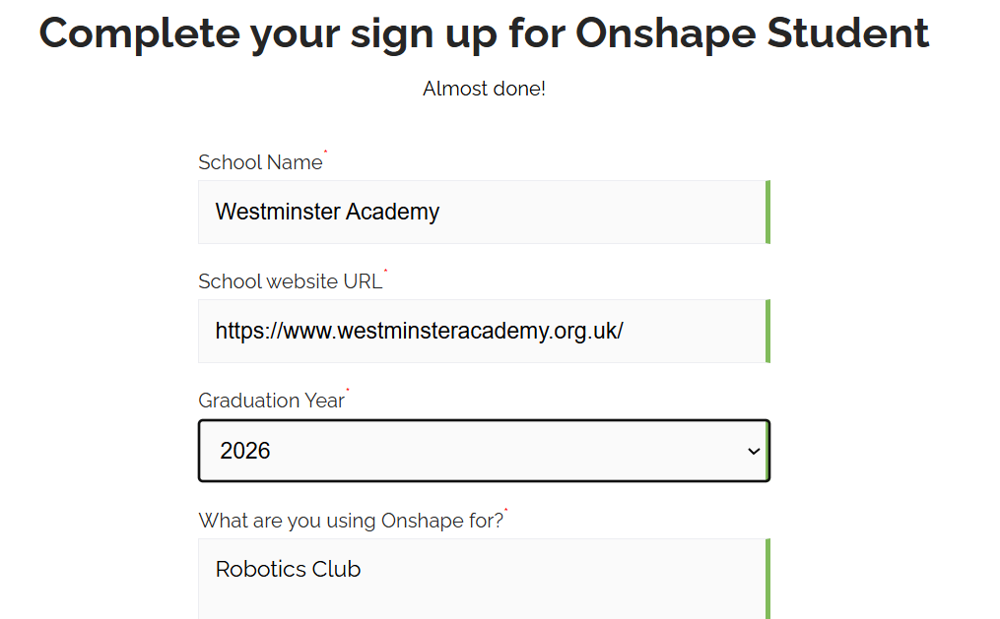 Complete your sign up for Onshape Student
Almost done!
School Name*
Westminster Academy
School website URL*
https://www.westminsteracademy.org.uk/
Graduation Year*
2026
What are you using Onshape for?*
Robotics Club